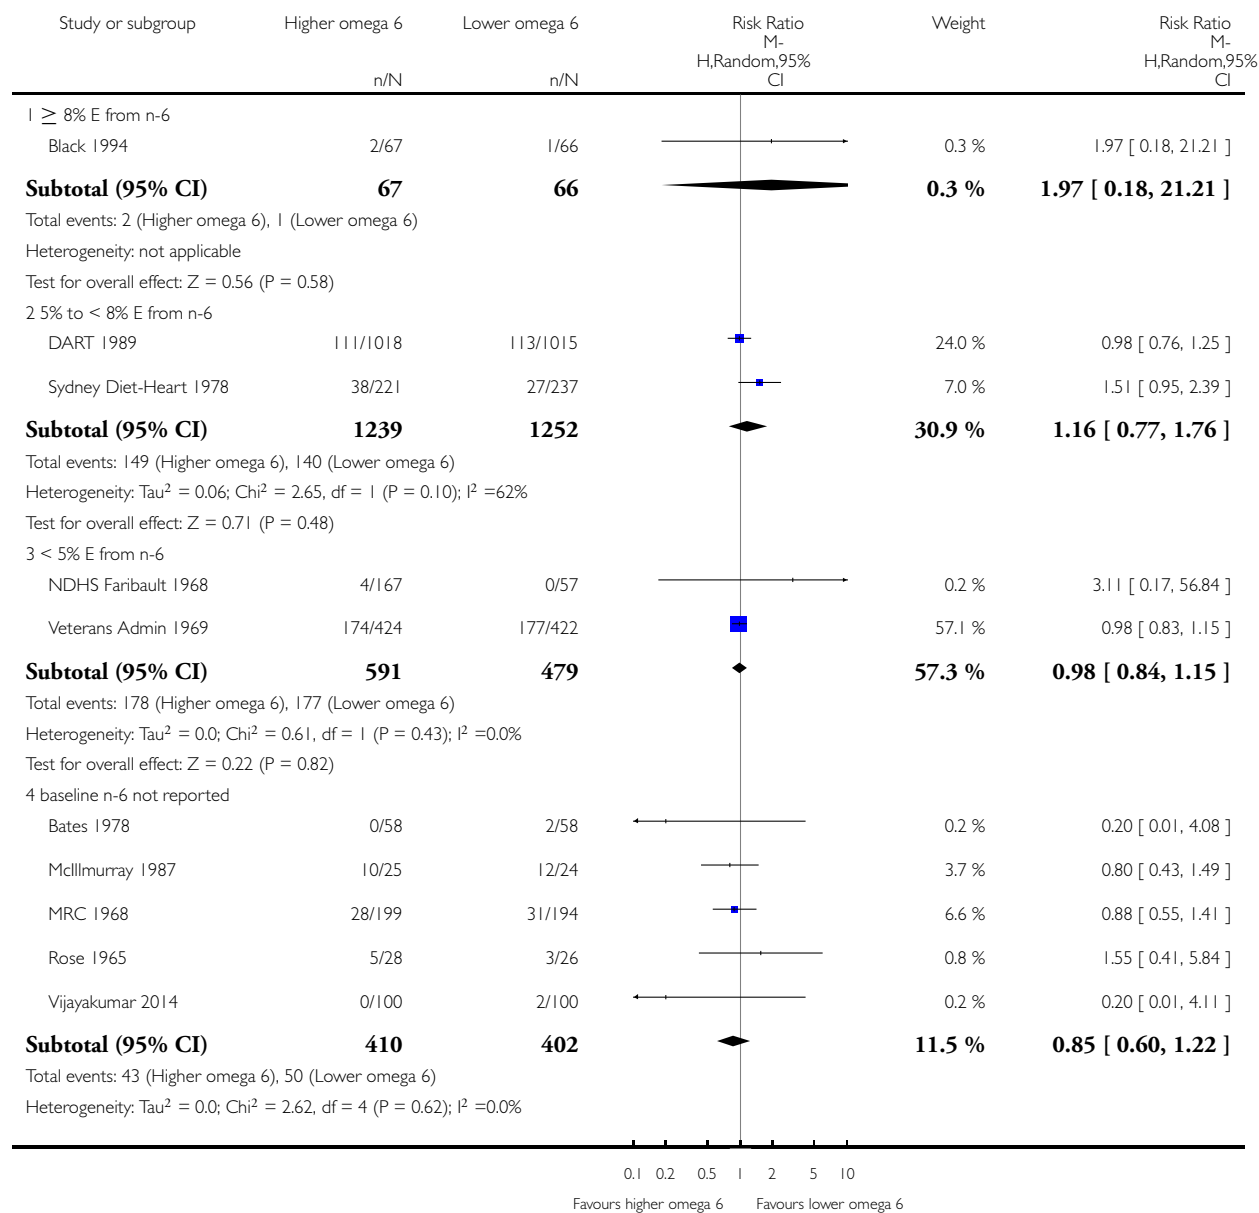 Study or subgroup Higher omega 6 Lower omega 6 Risk Ratio Weight Risk Ratio
M- M-
H,Random,95% H,Random,95%
n/N n/N CI CI
1 ≥ 8% E from n-6
Black 1994 2/67 1/66 0.3 % 1.97 [ 0.18, 21.21 ]
Subtotal (95% CI) 67 66 0.3 % 1.97 [ 0.18, 21.21 ]
Total events: 2 (Higher omega 6), 1 (Lower omega 6)
Heterogeneity: not applicable
Test for overall effect: Z = 0.56 (P = 0.58)
2 5% to < 8% E from n-6
DART 1989 111/1018 113/1015 24.0 % 0.98 [ 0.76, 1.25 ]
Sydney Diet-Heart 1978 38/221 27/237 7.0 % 1.51 [ 0.95, 2.39 ]
Subtotal (95% CI) 1239 1252 30.9 % 1.16 [ 0.77, 1.76 ]
Total events: 149 (Higher omega 6), 140 (Lower omega 6)
Heterogeneity: Tau² = 0.06; Chi² = 2.65, df = 1 (P = 0.10); I² =62%
Test for overall effect: Z = 0.71 (P = 0.48)
3 < 5% E from n-6
NDHS Faribault 1968 4/167 0/57 0.2 % 3.11 [ 0.17, 56.84 ]
Veterans Admin 1969 174/424 177/422 57.1 % 0.98 [ 0.83, 1.15 ]
Subtotal (95% CI) 591 479 57.3 % 0.98 [ 0.84, 1.15 ]
Total events: 178 (Higher omega 6), 177 (Lower omega 6)
Heterogeneity: Tau² = 0.0; Chi² = 0.61, df = 1 (P = 0.43); I² =0.0%
Test for overall effect: Z = 0.22 (P = 0.82)
4 baseline n-6 not reported
Bates 1978 0/58 2/58 0.2 % 0.20 [ 0.01, 4.08 ]
McIllmurray 1987 10/25 12/24 3.7 % 0.80 [ 0.43, 1.49 ]
MRC 1968 28/199 31/194 6.6 % 0.88 [ 0.55, 1.41 ]
Rose 1965 5/28 3/26 0.8 % 1.55 [ 0.41, 5.84 ]
Vijayakumar 2014 0/100 2/100 0.2 % 0.20 [ 0.01, 4.11 ]
Subtotal (95% CI) 410 402 11.5 % 0.85 [ 0.60, 1.22 ]
Total events: 43 (Higher omega 6), 50 (Lower omega 6)
Heterogeneity: Tau² = 0.0; Chi² = 2.62, df = 4 (P = 0.62); I² =0.0%
0.1 0.2 0.5 1 2 5 10
Favours higher omega 6 Favours lower omega 6